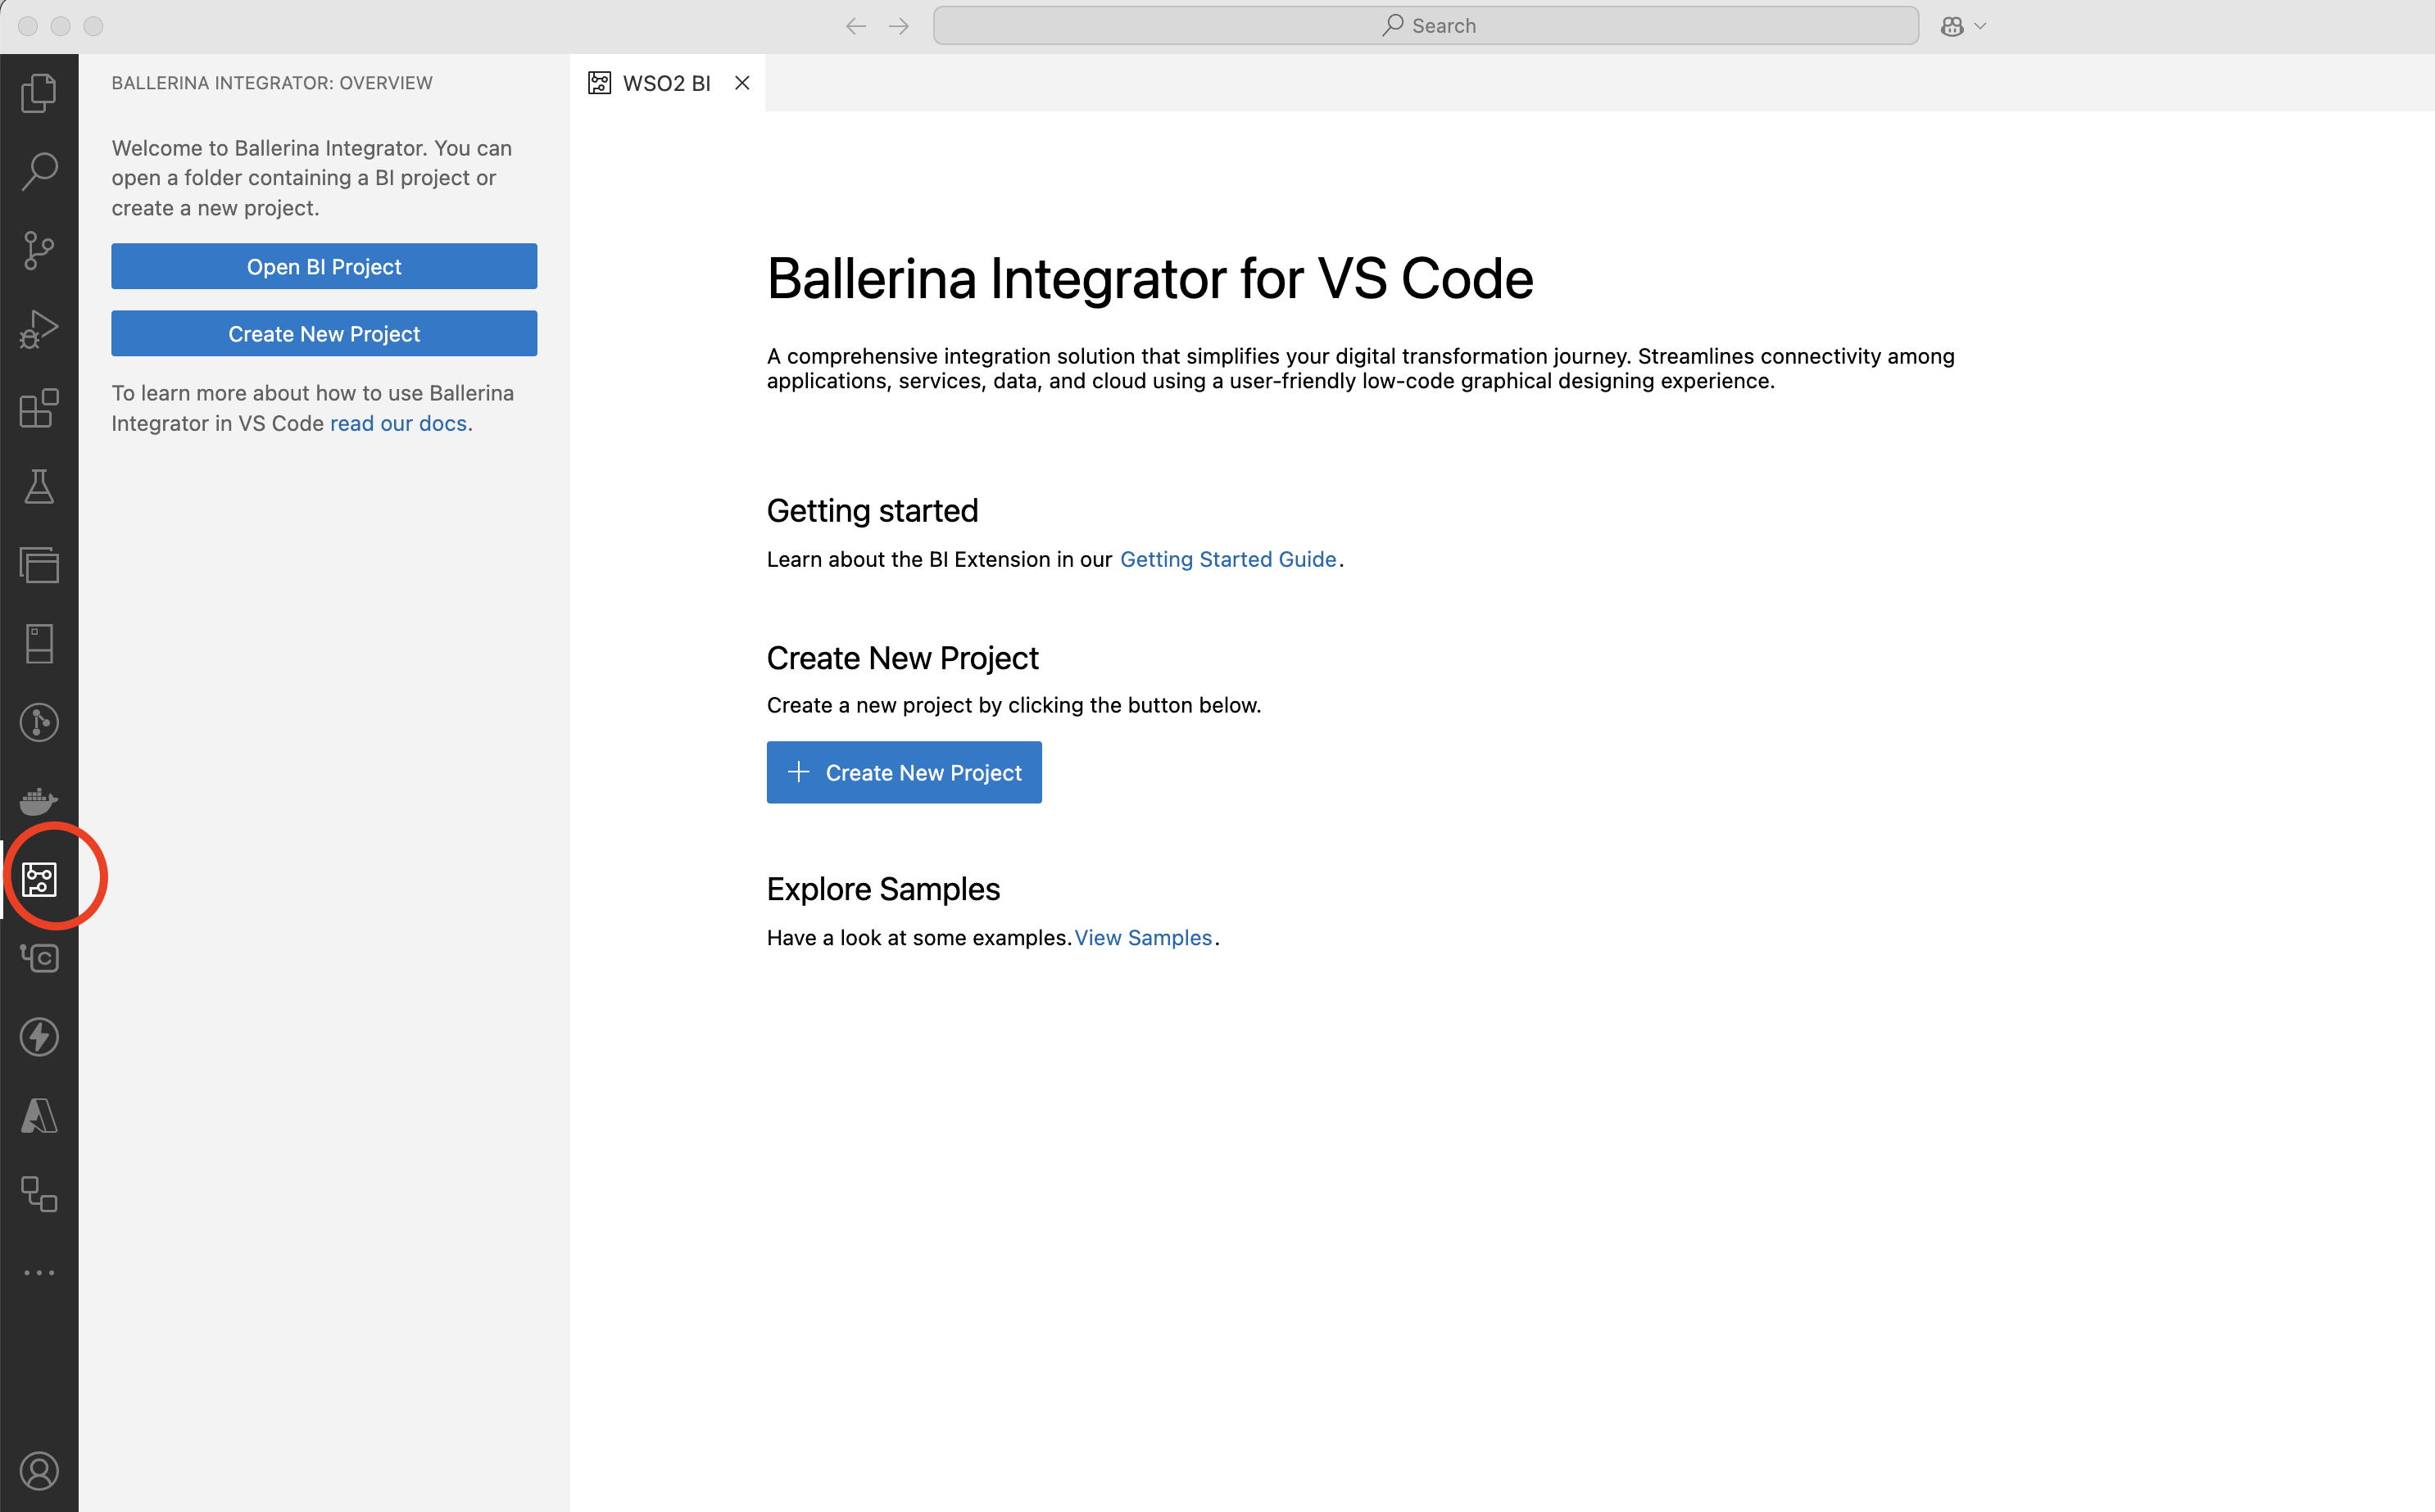 Search
BALLERINA INTEGRATOR: OVERVIEW
WSO2 BI
Welcome to Ballerina Integrator. You can
open a folder containing a BI project or
create a new project.
Open BI Project
Create New Project
To learn more about how to use Ballerina
Integrator in VS Code read our docs.
Ballerina Integrator for VS Code
A comprehensive integration solution that simplifies your digital transformation journey. Streamlines connectivity among
applications, services, data, and cloud using a user-friendly low-code graphical designing experience.
Getting started
Learn about the BI Extension in our Getting Started Guide.
Create New Project
Create a new project by clicking the button below.
Create New Project
Explore Samples
Have a look at some examples.View Samples.
C